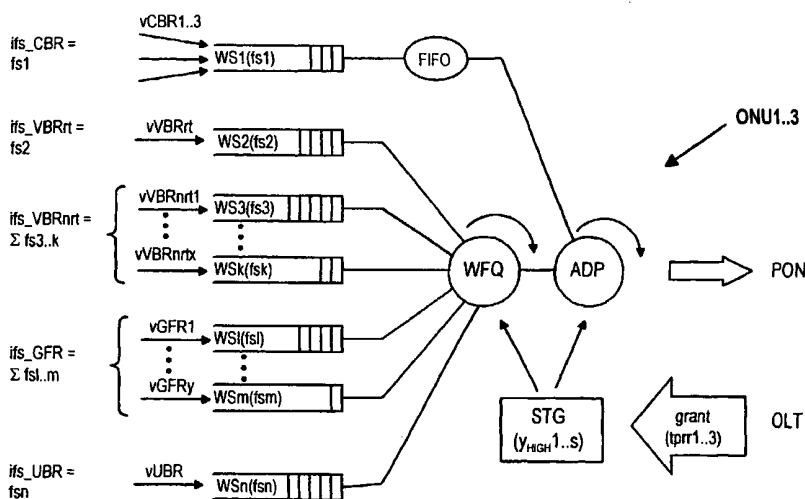 vCBR1..3
ifs_CBR =
fs1
WS1(fs1)
FIFO
ifs_VBRrt =
fs2
vVBRrt
WS2(fs2)
ONU1..3
ifs_VBRnrt =
Σ fs3..k
vVBRnrt1
WS3(fs3)
vVBRnrtx
WSk(fsk)
WFQ
ADP
PON
ifs_GFR =
Σ fsl..m
vGFR1
WSl(fsl)
vGFRy
WSm(fsm)
STG
(yHIGH1..s)
grant
(tprr1..3)
OLT
ifs_UBR =
fsn
vUBR
WSn(fsn)